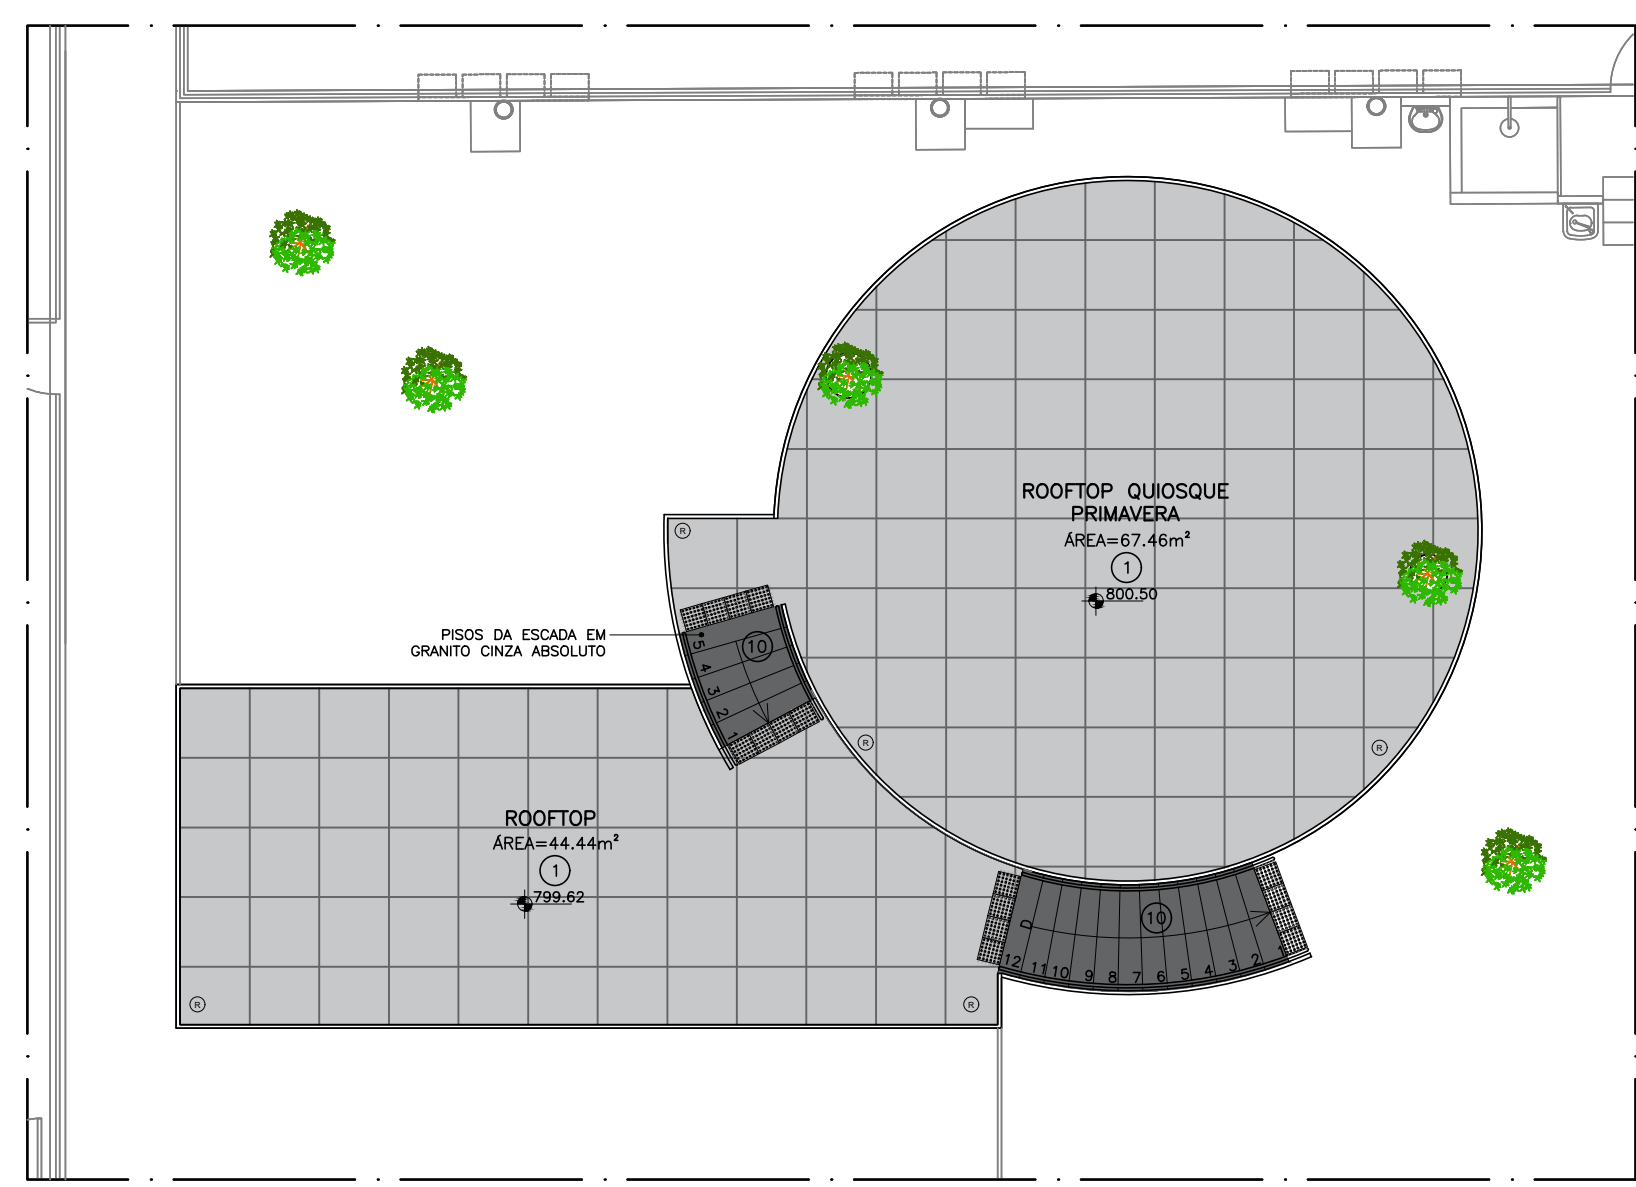 ROOFTOP QUIOSQUE
PRIMAVERA
ÁREA=67.46m²
1
800.50
R
PISOS DA ESCADA EM
GRANITO CINZA ABSOLUTO
10
5
4
3
2
1
R
R
ROOFTOP
ÁREA=44.44m²
1
799.62
R
R
10
D
12
11
10
9
8
7
6
5
4
3
2
1